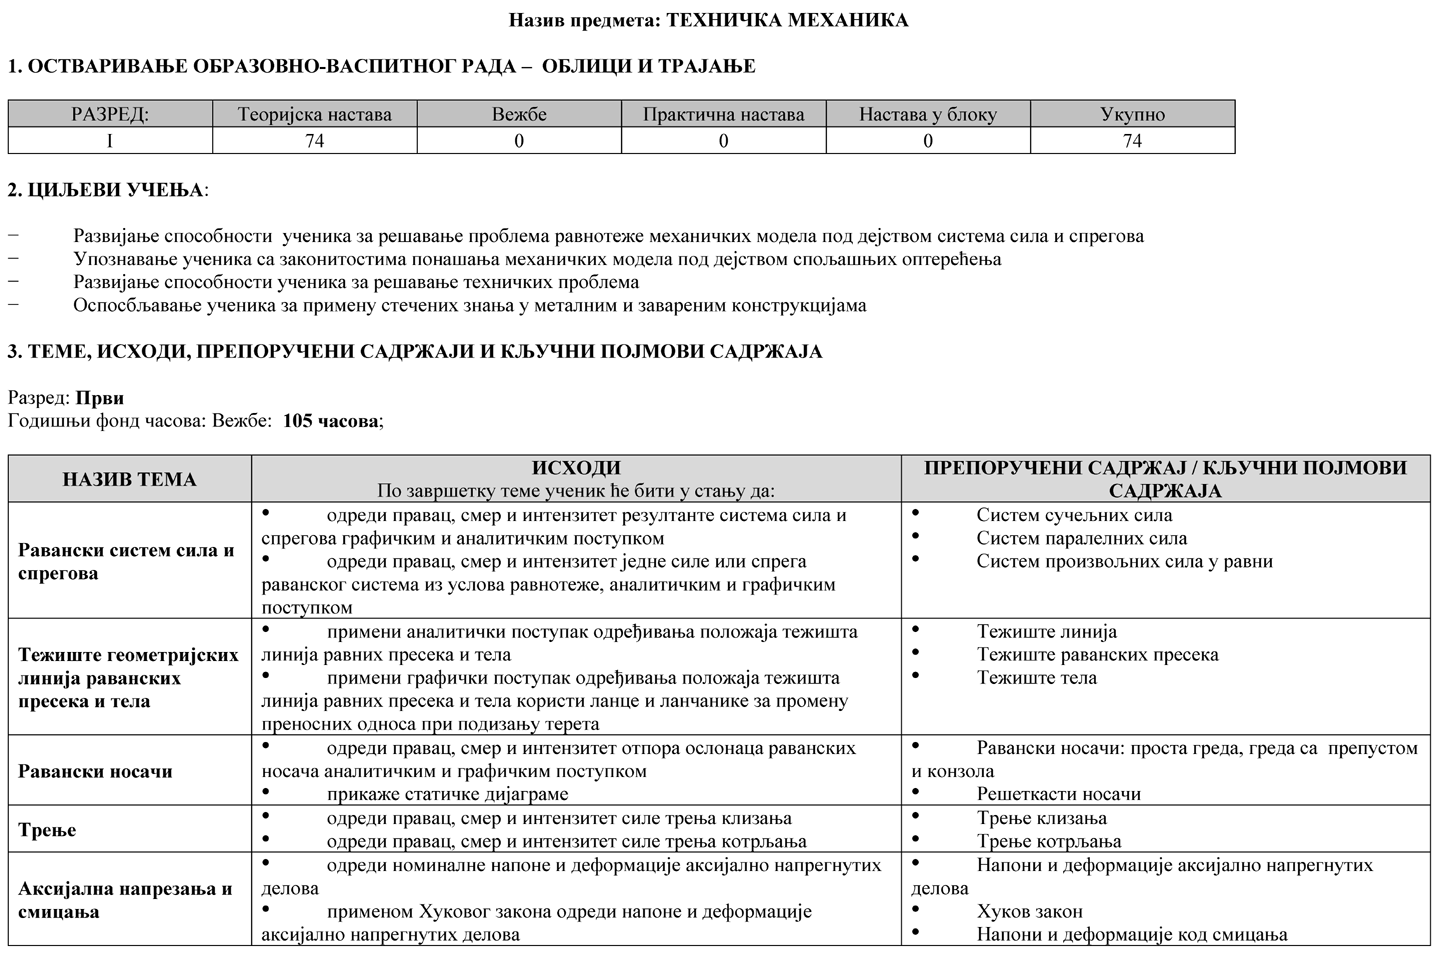 Назив предмета: ТЕХНИЧКА МЕХАНИКА
1. ОСТВАРИВАЊЕ ОБРАЗОВНО-ВАСПИТНОГ РАДА – ОБЛИЦИ И ТРАЈАЊЕ
РАЗРЕД: Теоријска настава Вежбе Практична настава Настава у блоку Укупно
I 74 0 0 0 74
2. ЦИЉЕВИ УЧЕЊА:
− Развијање способности ученика за решавање проблема равнотеже механичких модела под дејством система сила и спрегова
− Упознавање ученика са законитостима понашања механичких модела под дејством спољашњих оптерећења
− Развијање способности ученика за решавање техничких проблема
− Оспосбљавање ученика за примену стечених знања у металним и завареним конструкцијама
3. ТЕМЕ, ИСХОДИ, ПРЕПОРУЧЕНИ САДРЖАЈИ И КЉУЧНИ ПОЈМОВИ САДРЖАЈА
Разред: Први
Годишњи фонд часова: Вежбе: 105 часова;
НАЗИВ ТЕМА
ИСХОДИ
По завршетку теме ученик ће бити у стању да:
ПРЕПОРУЧЕНИ САДРЖАЈ / КЉУЧНИ ПОЈМОВИ
САДРЖАЈА
Равански систем сила и
спрегова
• одреди правац, смер и интензитет резултанте система сила и
спрегова графичким и аналитичким поступком
• одреди правац, смер и интензитет једне силе или спрега
раванског система из услова равнотеже, аналитичким и графичким
поступком
• Систем сучељних сила
• Систем паралелних сила
• Систем произвољних сила у равни
Тежиште геометријских
линија раванских
пресека и тела
• примени аналитички поступак одређивања положаја тежишта
линија равних пресека и тела
• примени графички поступак одређивања положаја тежишта
линија равних пресека и тела користи ланце и ланчанике за промену
преносних односа при подизању терета
• Тежиште линија
• Тежиште раванских пресека
• Тежиште тела
Равански носачи
• одреди правац, смер и интензитет отпора ослонаца раванских
носача аналитичким и графичким поступком
• прикаже статичке дијаграме
• Равански носачи: проста греда, греда са препустом
и конзола
• Решеткасти носачи
Трење
• одреди правац, смер и интензитет силе трења клизања
• одреди правац, смер и интензитет силе трења котрљања
• Трење клизања
• Трење котрљања
Аксијална напрезања и
смицања
• одреди номиналне напоне и деформације аксијално напрегнутих
делова
• применом Хуковог закона одреди напоне и деформације
аксијално напрегнутих делова
• Напони и деформације аксијално напрегнутих
делова
• Хуков закон
• Напони и деформације код смицања